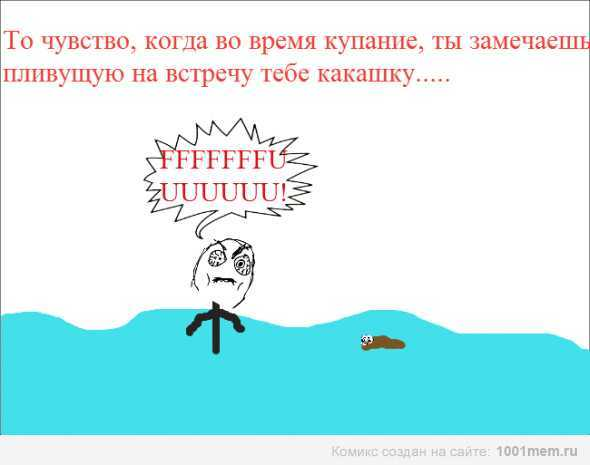 То чувство, когда во время купание, ты замечаешь
пливущую на встречу тебе какашку.....
FFFFFFFU
UUUUUU!
Комикс создан на сайте: 1001mem.ru